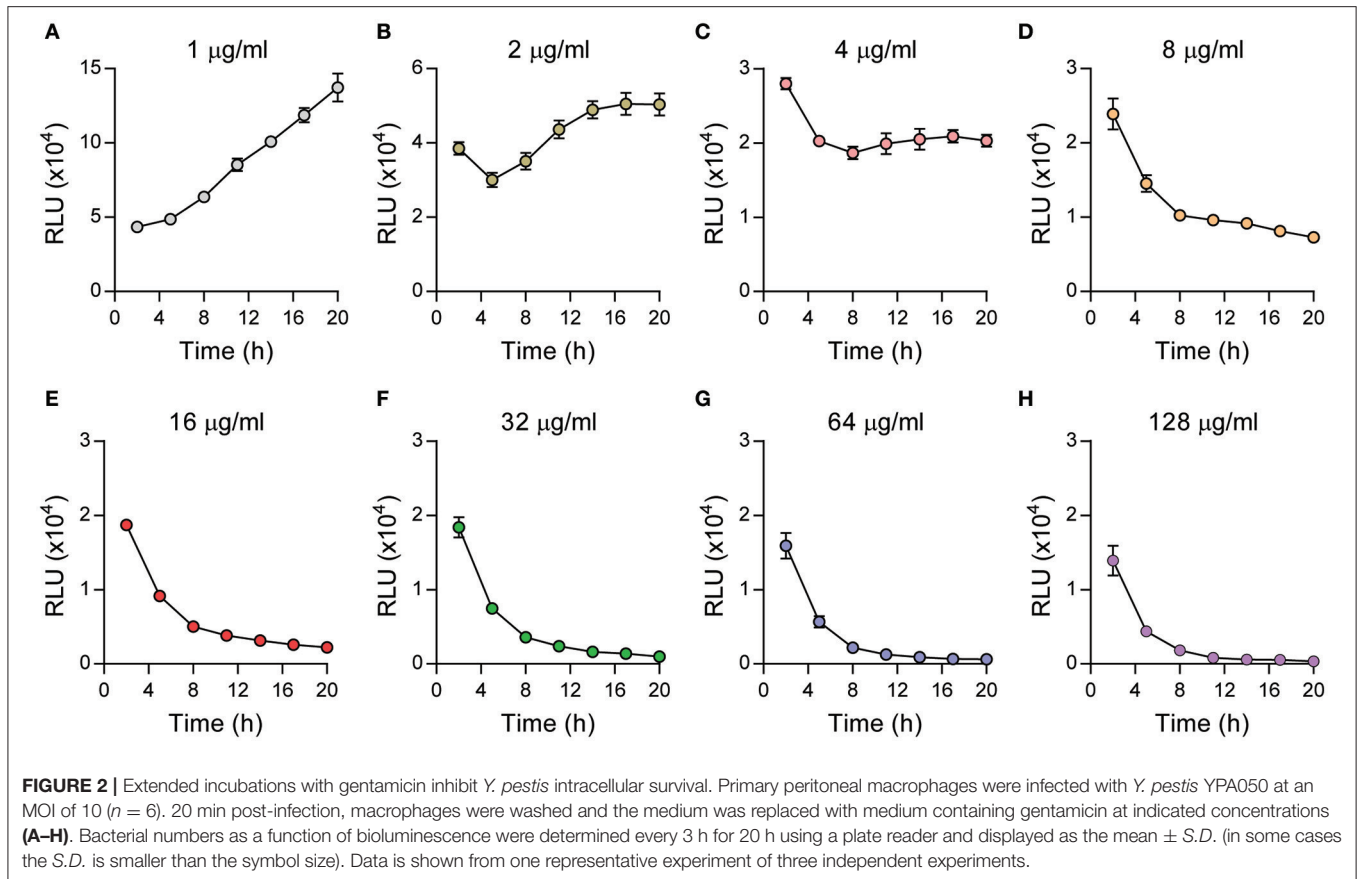 A
1 μg/ml
RLU (x10⁴)
15
10
5
0
0 4 8 12 16 20
Time (h)
B
2 μg/ml
RLU (x10⁴)
6
4
2
0
0 4 8 12 16 20
Time (h)
C
4 μg/ml
RLU (x10⁴)
3
2
1
0
0 4 8 12 16 20
Time (h)
D
8 μg/ml
RLU (x10⁴)
3
2
1
0
0 4 8 12 16 20
Time (h)
E
16 μg/ml
RLU (x10⁴)
3
2
1
0
0 4 8 12 16 20
Time (h)
F
32 μg/ml
RLU (x10⁴)
3
2
1
0
0 4 8 12 16 20
Time (h)
G
64 μg/ml
RLU (x10⁴)
3
2
1
0
0 4 8 12 16 20
Time (h)
H
128 μg/ml
RLU (x10⁴)
3
2
1
0
0 4 8 12 16 20
Time (h)
FIGURE 2 | Extended incubations with gentamicin inhibit Y. pestis intracellular survival. Primary peritoneal macrophages were infected with Y. pestis YPA050 at an
MOI of 10 (n = 6). 20 min post-infection, macrophages were washed and the medium was replaced with medium containing gentamicin at indicated concentrations
(A–H). Bacterial numbers as a function of bioluminescence were determined every 3 h for 20 h using a plate reader and displayed as the mean ± S.D. (in some cases
the S.D. is smaller than the symbol size). Data is shown from one representative experiment of three independent experiments.